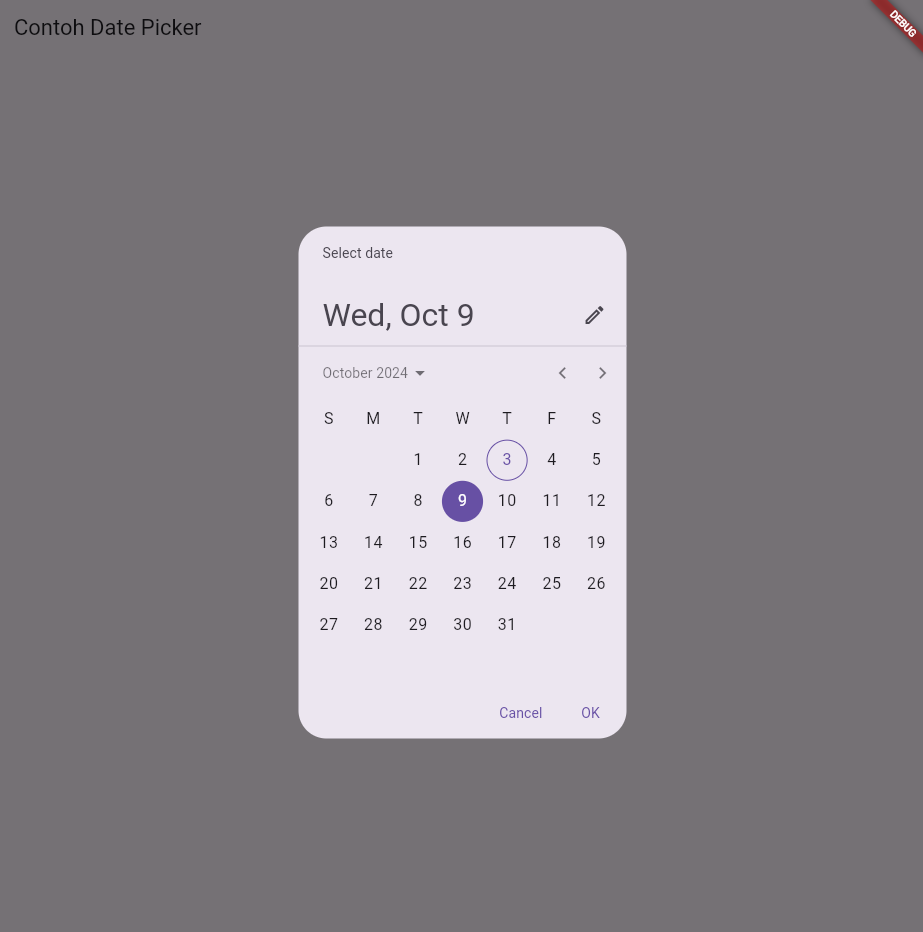 Contoh Date Picker
DEBUG
Select date
Wed, Oct 9
October 2024
S M T W T F S
1 2 3 4 5
6 7 8 9 10 11 12
13 14 15 16 17 18 19
20 21 22 23 24 25 26
27 28 29 30 31
Cancel OK